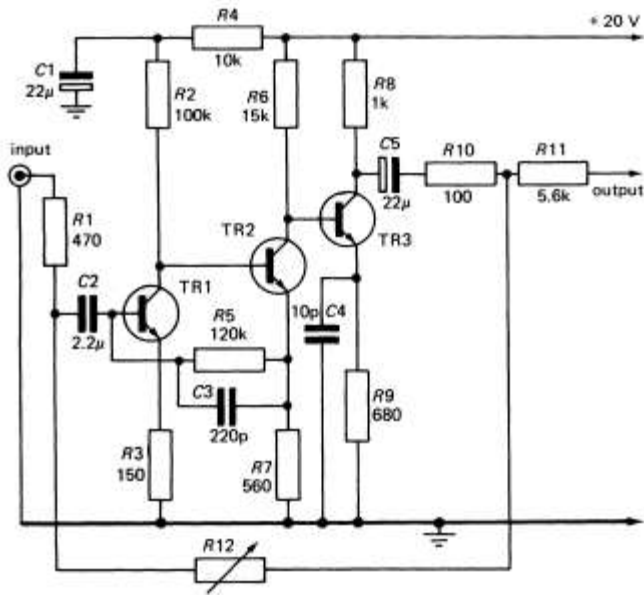 R4
10k
+ 20 V
C1
22µ
R2
100k
R6
15k
R8
1k
C5
22µ
R10
100
R11
5.6k
output
input
R1
470
TR2
TR3
C2
2.2µ
TR1
R5
120k
10p C4
C3
220p
R9
680
R3
150
R7
560
R12